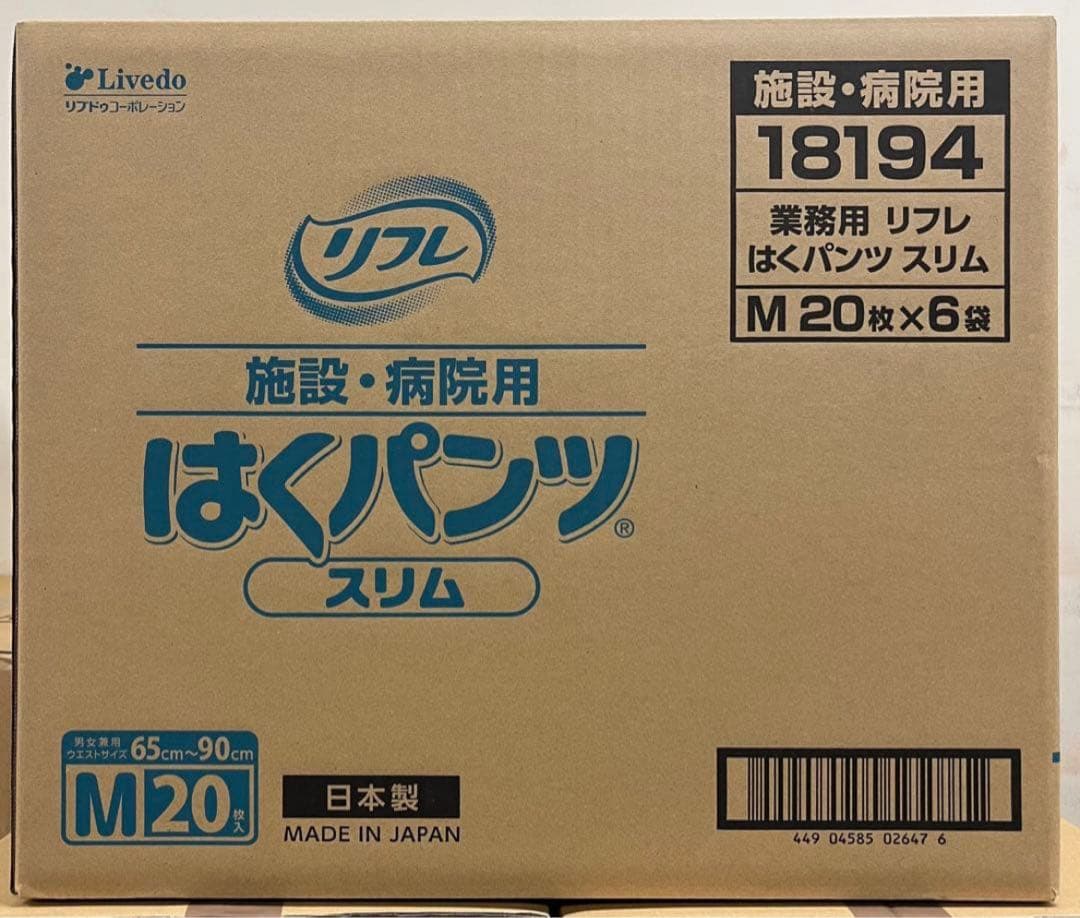 Livedo
リブドゥコーポレーション
施設・病院用
18194
業務用 リフレ
はくパンツ スリム
M 20枚×6袋
リフレ
施設・病院用
はくパンツ®
スリム
男女兼用
ウエストサイズ 65cm～90cm
M 20枚入
日本製
MADE IN JAPAN
449 04585 02647 6